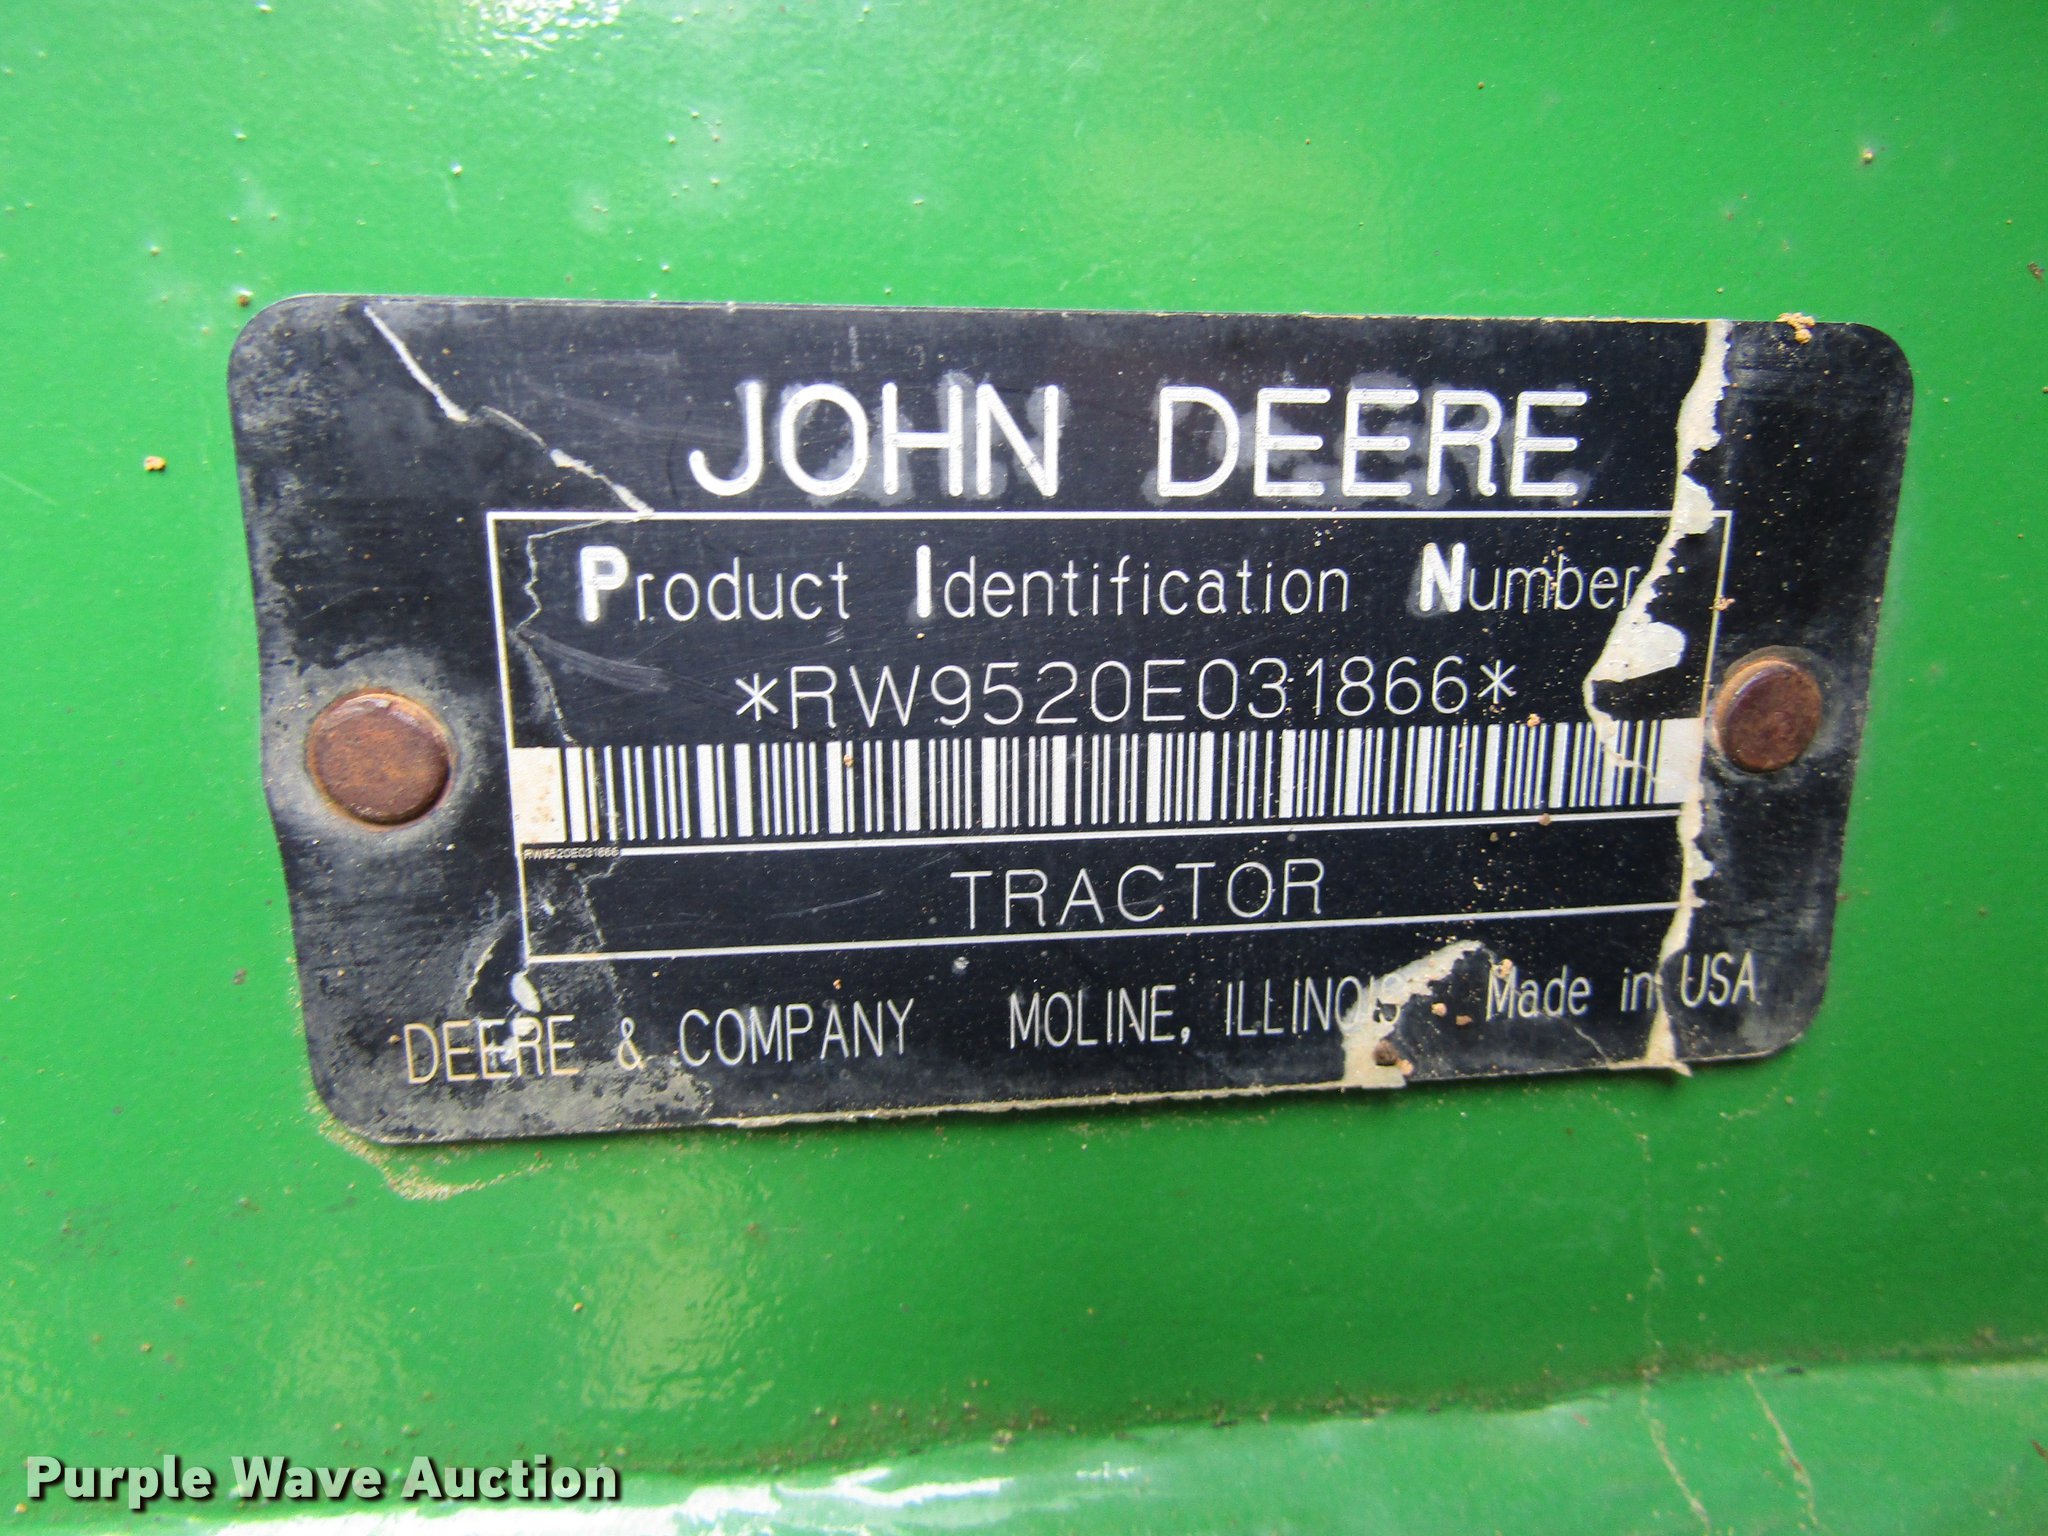 JOHN DEERE
Product Identification Number
*RW9520E031866*
RW9520E031866
TRACTOR
DEERE & COMPANY MOLINE, ILLINOIS Made in USA
Purple Wave Auction